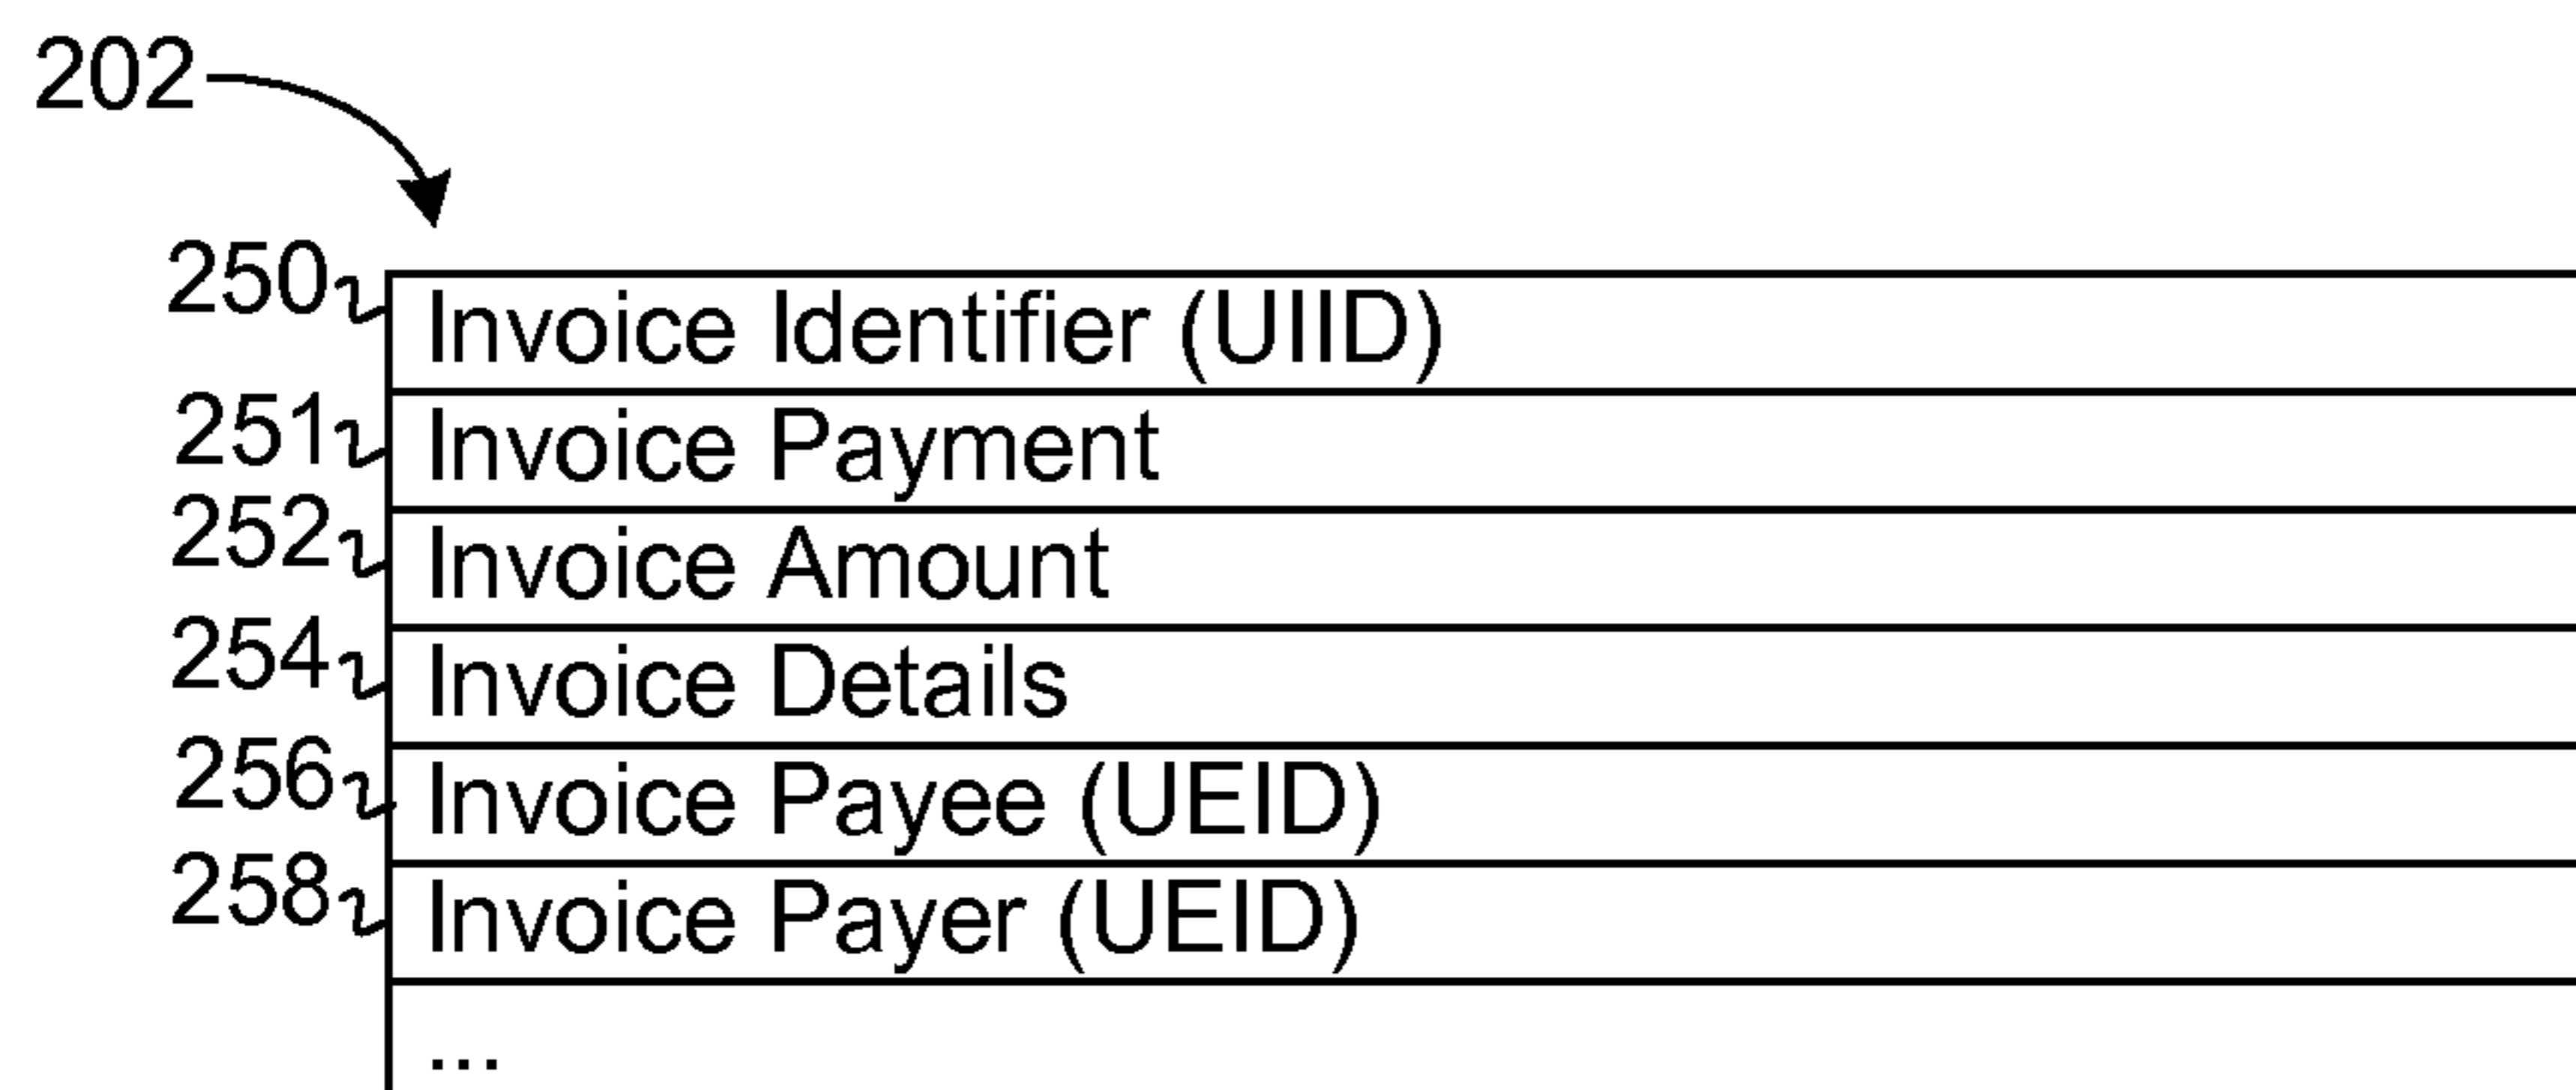 202
250 Invoice Identifier (UIID)
251 Invoice Payment
252 Invoice Amount
254 Invoice Details
256 Invoice Payee (UEID)
258 Invoice Payer (UEID)
...